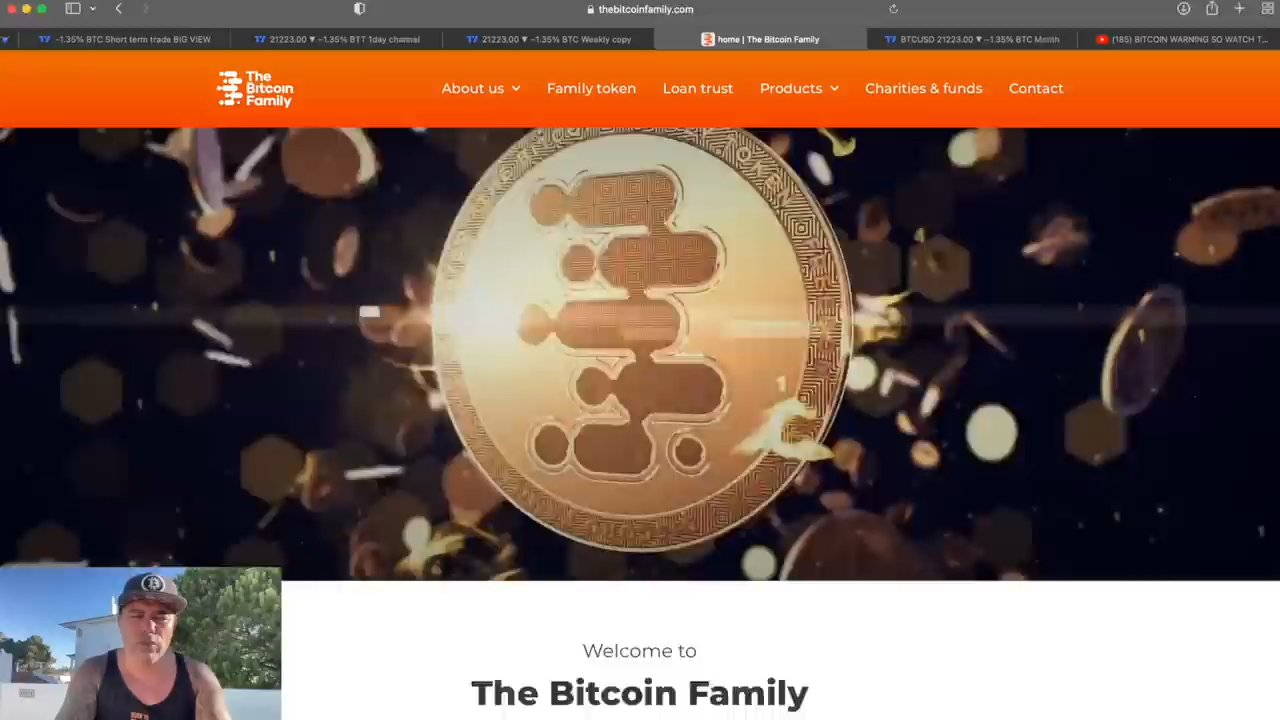 thebitcoinfamily.com
-1.35% BTC Short term trade BIG VIEW
21223.00 ▼ −1.35% BTT 1day channel
21223.00 ▼ −1.35% BTC Weekly copy
home | The Bitcoin Family
BTCUSD 21223.00 ▼ −1.35% BTC Month
(185) BITCOIN WARNING SO WATCH T...
The
Bitcoin
Family
About us
Family token
Loan trust
Products
Charities & funds
Contact
Welcome to
The Bitcoin Family